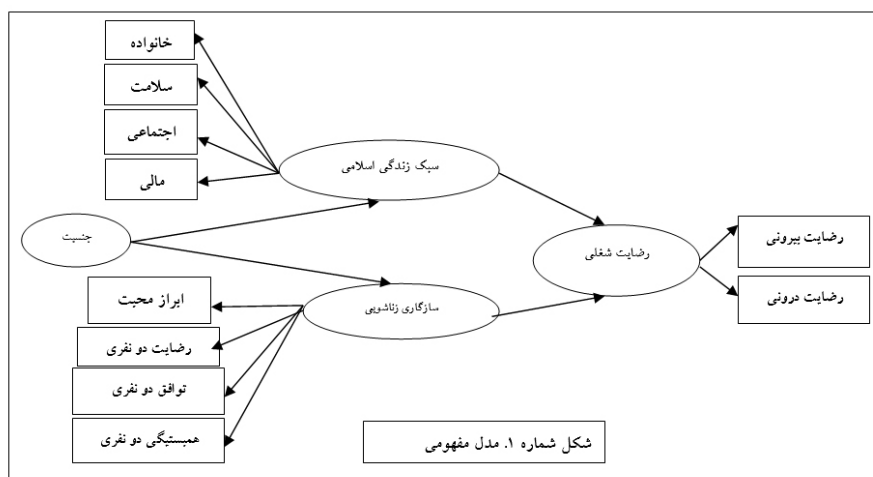 خانواده
سلامت
اجتماعی
مالی
سبک زندگی اسلامی
جنسیت
رضایت شغلی
رضایت بیرونی
رضایت درونی
سازگاری زناشویی
ابراز محبت
رضایت دو نفری
توافق دو نفری
همبستگی دو نفری
شکل شماره ۱. مدل مفهومی